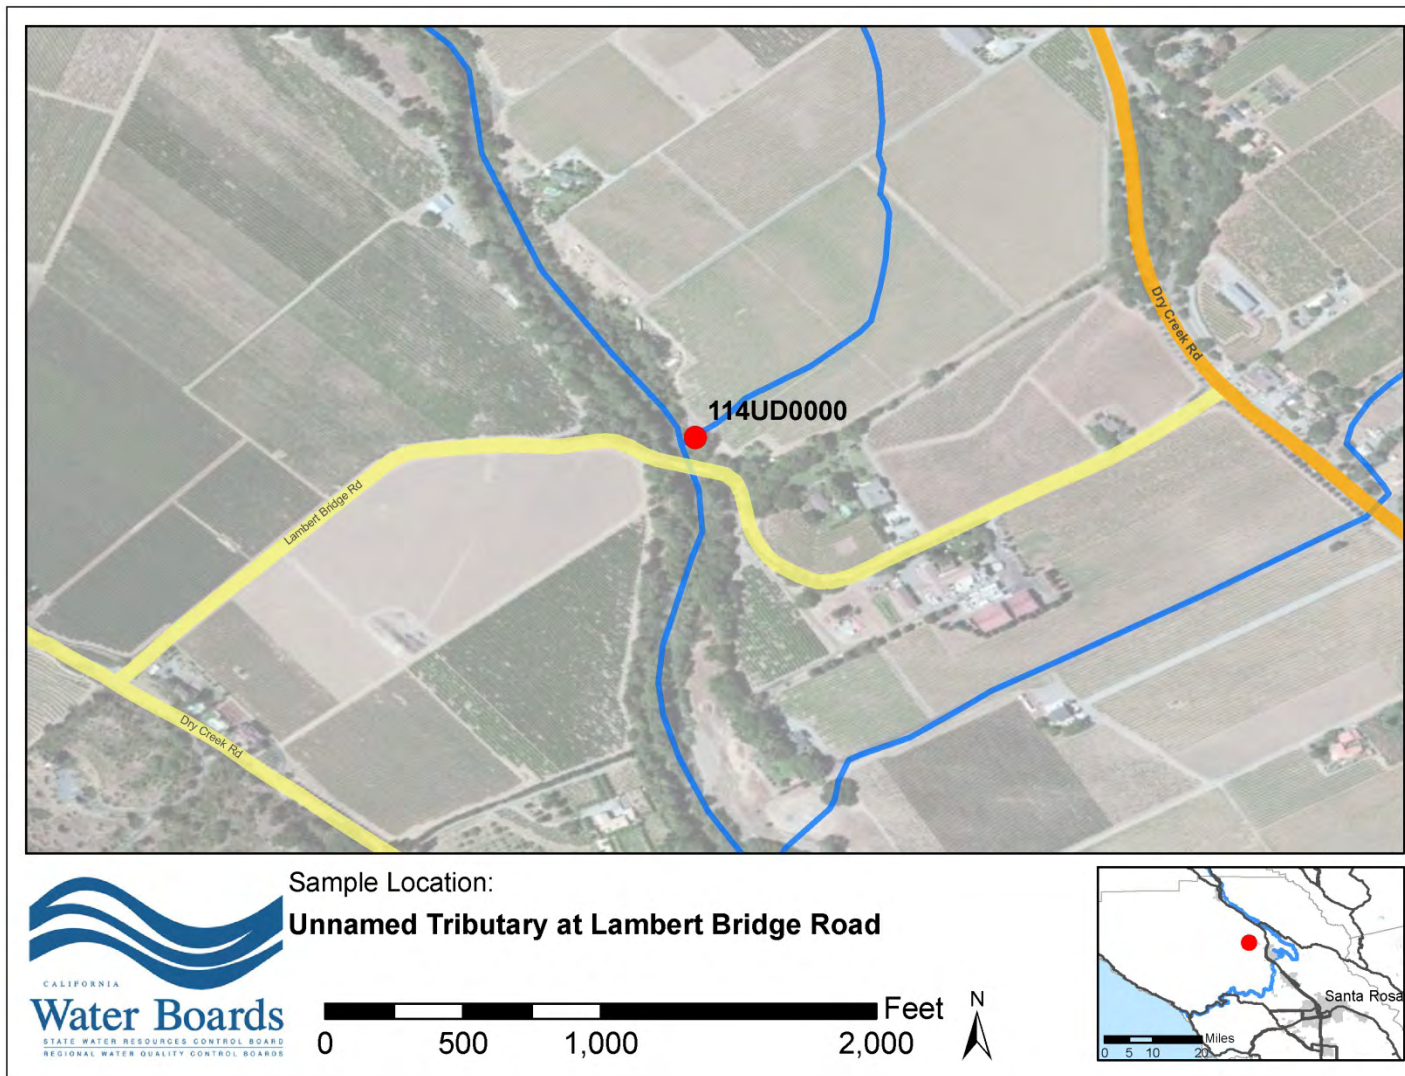 114UD0000
Dry Creek Rd
Lambert Bridge Rd
Dry Creek Rd
Sample Location:
Unnamed Tributary at Lambert Bridge Road
CALIFORNIA
Water Boards
STATE WATER RESOURCES CONTROL BOARD
REGIONAL WATER QUALITY CONTROL BOARDS
Feet
0 500 1,000 2,000
N
Santa Rosa
Miles
0 5 10 20